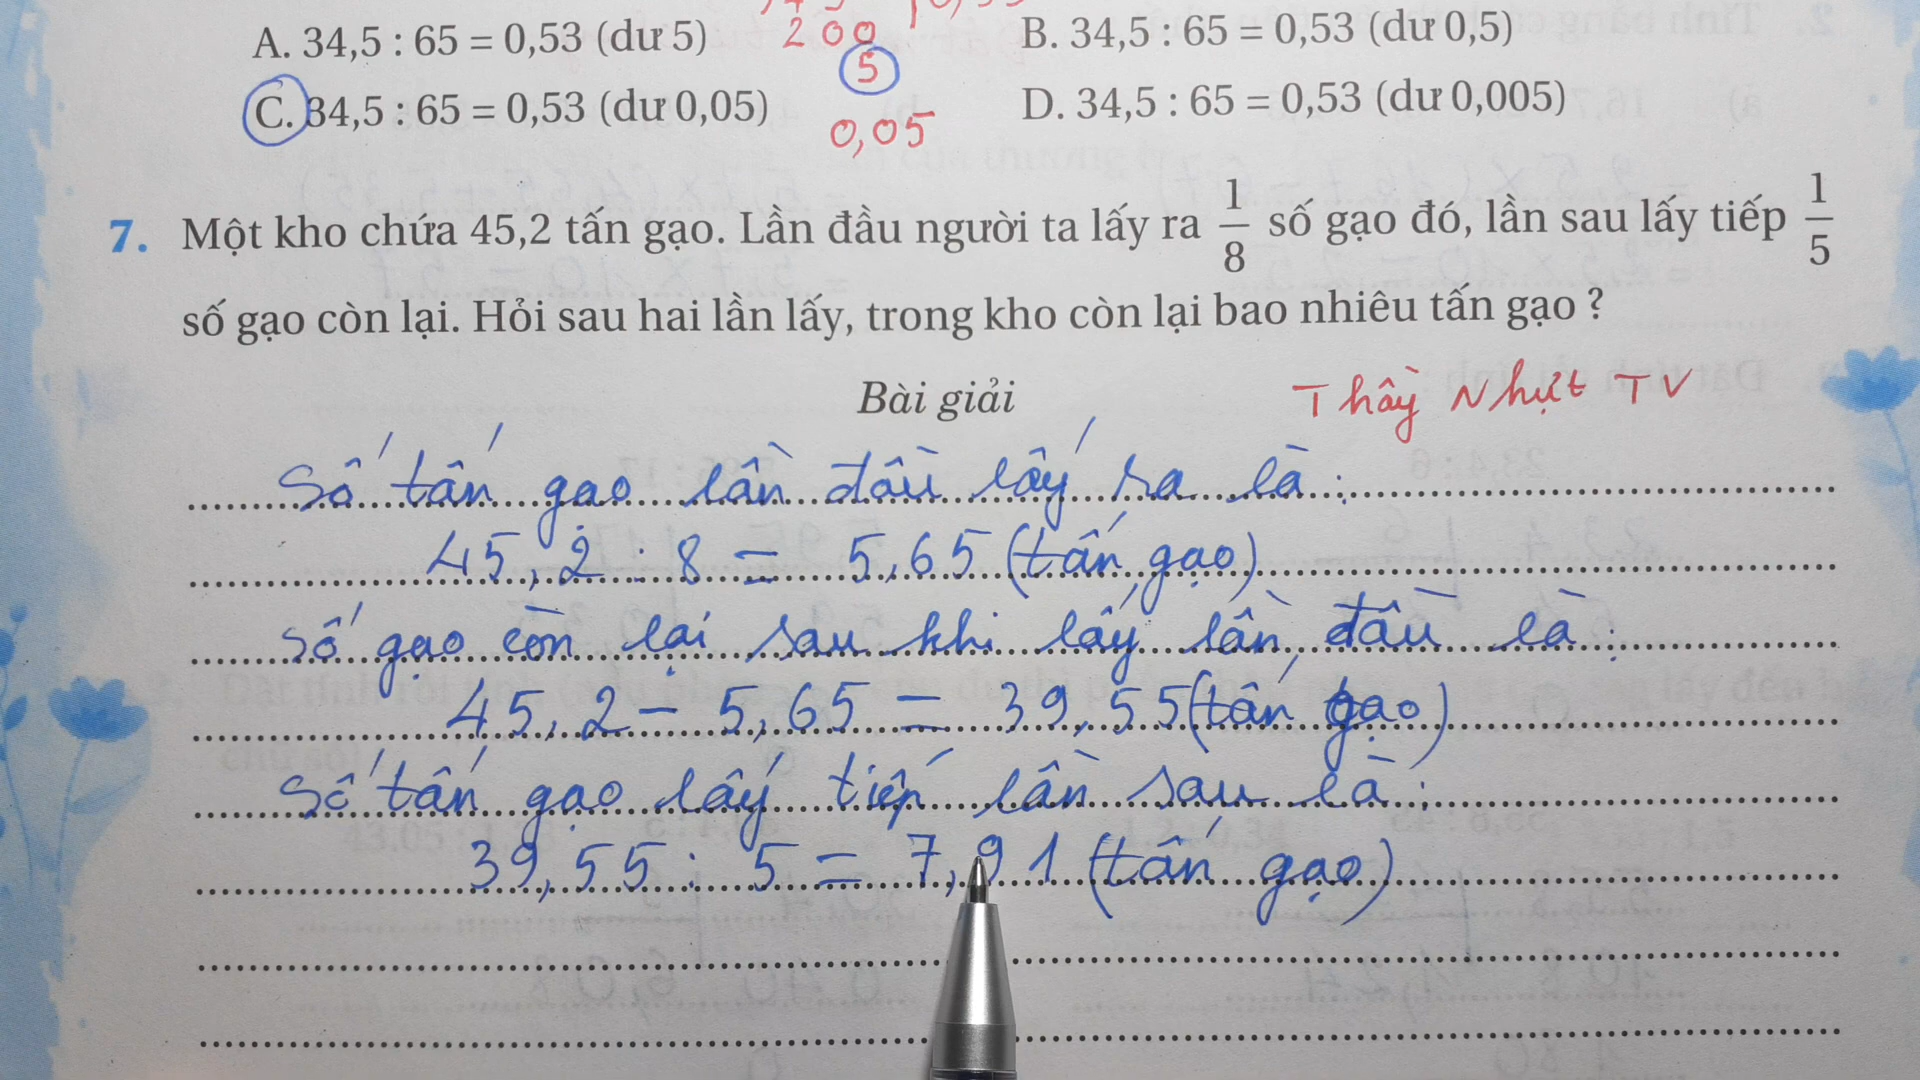 A. 34,5 : 65 = 0,53 (dư 5)
200
B. 34,5 : 65 = 0,53 (dư 0,5)
5
C. 34,5 : 65 = 0,53 (dư 0,05)
0,05
D. 34,5 : 65 = 0,53 (dư 0,005)
7. Một kho chứa 45,2 tấn gạo. Lần đầu người ta lấy ra 1/8 số gạo đó, lần sau lấy tiếp 1/5
số gạo còn lại. Hỏi sau hai lần lấy, trong kho còn lại bao nhiêu tấn gạo ?
Bài giải
Thầy Nhựt TV
Số tấn gạo lần đầu lấy ra là :
45,2 : 8 = 5,65 (tấn gạo)
Số gạo còn lại sau khi lấy lần đầu là :
45,2 - 5,65 = 39,55 (tấn gạo)
Số tấn gạo lấy tiếp lần sau là :
39,55 : 5 = 7,91 (tấn gạo)